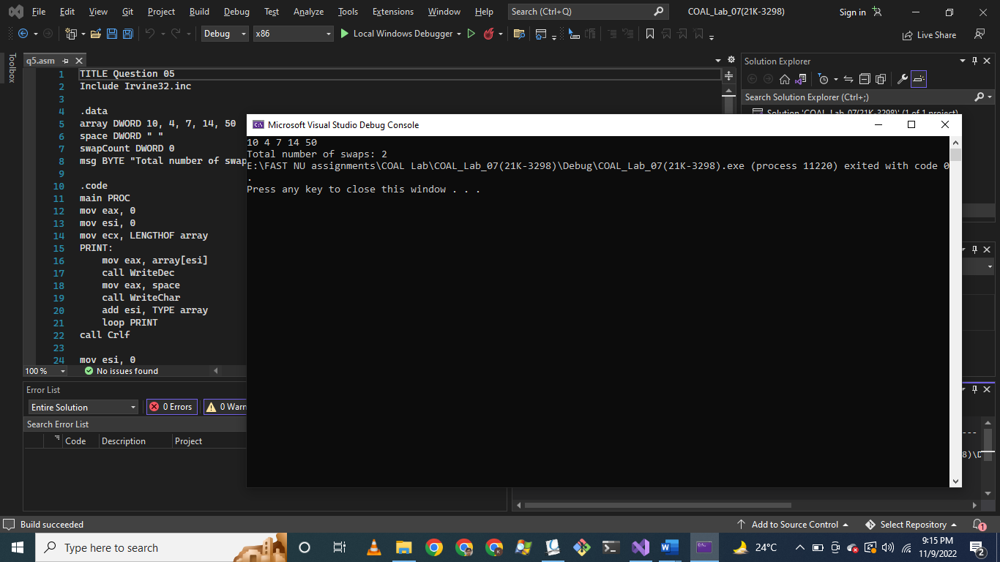 File Edit View Git Project Build Debug Test Analyze Tools Extensions Window Help Search (Ctrl+Q) COAL_Lab_07(21K-3298) Sign in
Debug x86 Local Windows Debugger Live Share
Toolbox
q5.asm
Solution Explorer
Search Solution Explorer (Ctrl+;)
Solution 'COAL_Lab_07(21K-3298)' (1 of 1 project)
1 TITLE Question 05
2 Include Irvine32.inc
3
4 .data
5 array DWORD 10, 4, 7, 14, 50
6 space DWORD " "
7 swapCount DWORD 0
8 msg BYTE "Total number of swap
9
10 .code
11 main PROC
12 mov eax, 0
13 mov esi, 0
14 mov ecx, LENGTHOF array
15 PRINT:
16 mov eax, array[esi]
17 call WriteDec
18 mov eax, space
19 call WriteChar
20 add esi, TYPE array
21 loop PRINT
22 call Crlf
23
24 mov esi, 0
100 % No issues found
Microsoft Visual Studio Debug Console
10 4 7 14 50
Total number of swaps: 2
E:\FAST NU assignments\COAL Lab\COAL_Lab_07(21K-3298)\Debug\COAL_Lab_07(21K-3298).exe (process 11220) exited with code 0
.
Press any key to close this window . . .
Error List
Entire Solution 0 Errors 0 Warn
Search Error List
Code Description Project
---
8)\D
Build succeeded Add to Source Control Select Repository 1
Type here to search 24°C 9:15 PM
11/9/2022 2